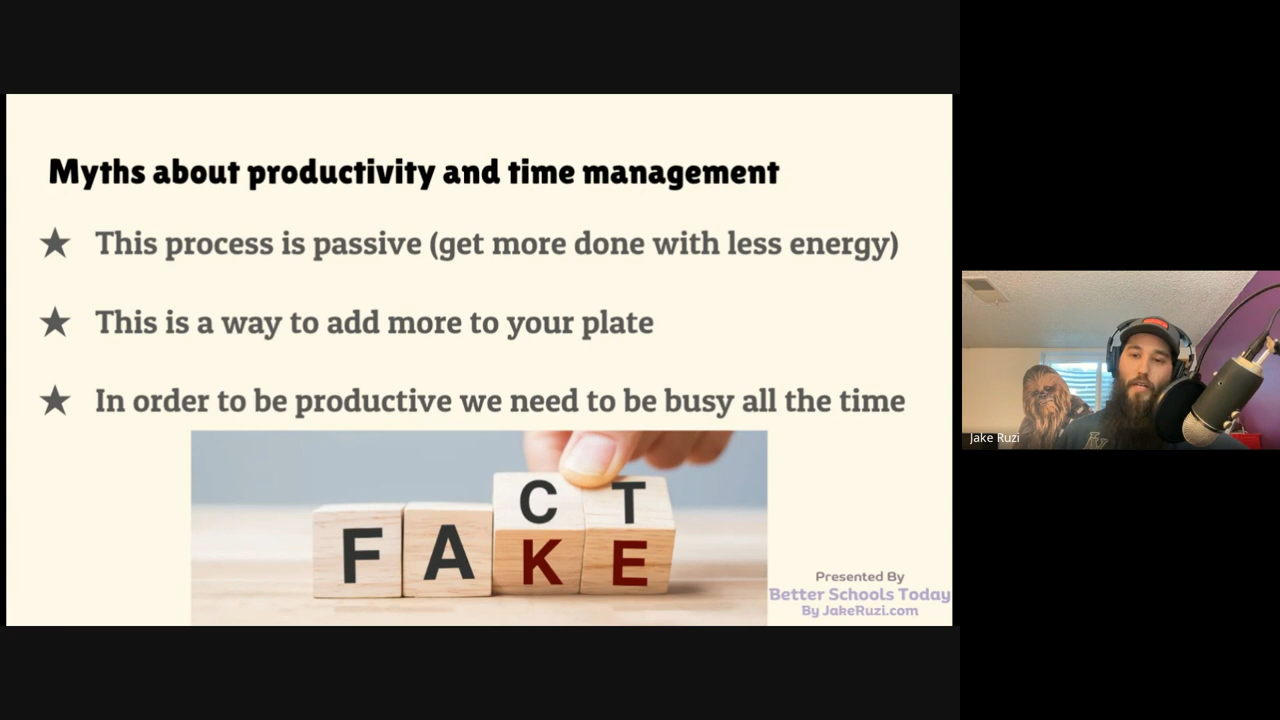 Myths about productivity and time management
★ This process is passive (get more done with less energy)
★ This is a way to add more to your plate
★ In order to be productive we need to be busy all the time
C T
F A K E
Presented By
Better Schools Today
By JakeRuzi.com
Jake Ruzi